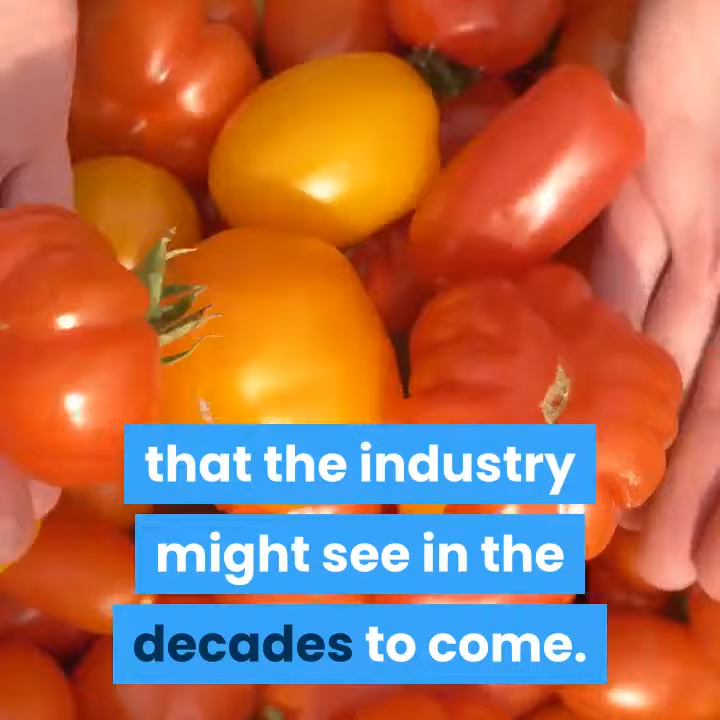 that the industry
might see in the
decades to come.